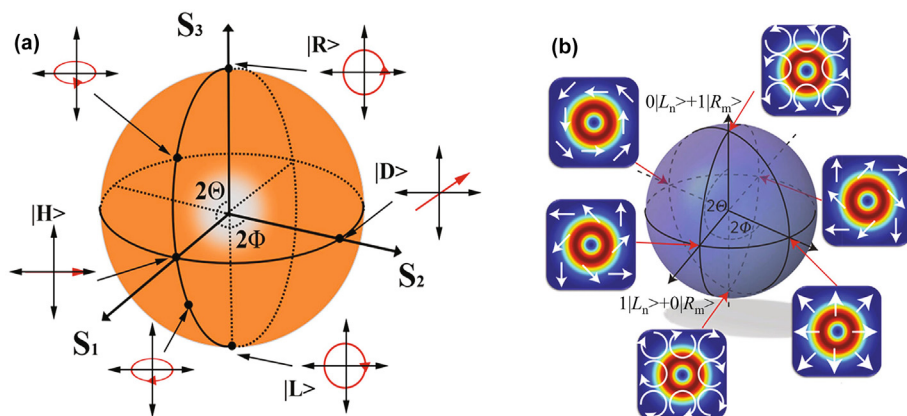 (a)
S₃
|R>
|H>
2Θ
|D>
2Φ
S₂
S₁
|L>
(b)
0|Lₙ>+1|Rₘ>
2Θ
2Φ
1|Lₙ>+0|Rₘ>